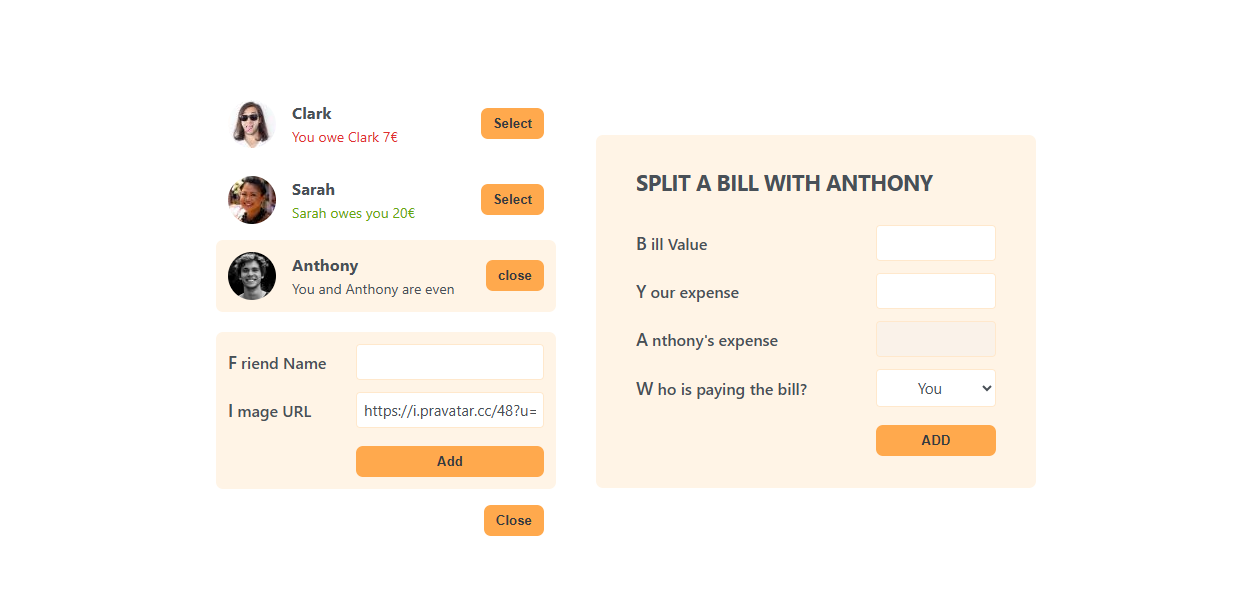 Clark
You owe Clark 7€
Select
Sarah
Sarah owes you 20€
Select
Anthony
You and Anthony are even
close
F riend Name
I mage URL
https://i.pravatar.cc/48?u=
Add
Close
SPLIT A BILL WITH ANTHONY
B ill Value
Y our expense
A nthony's expense
W ho is paying the bill?
You
ADD